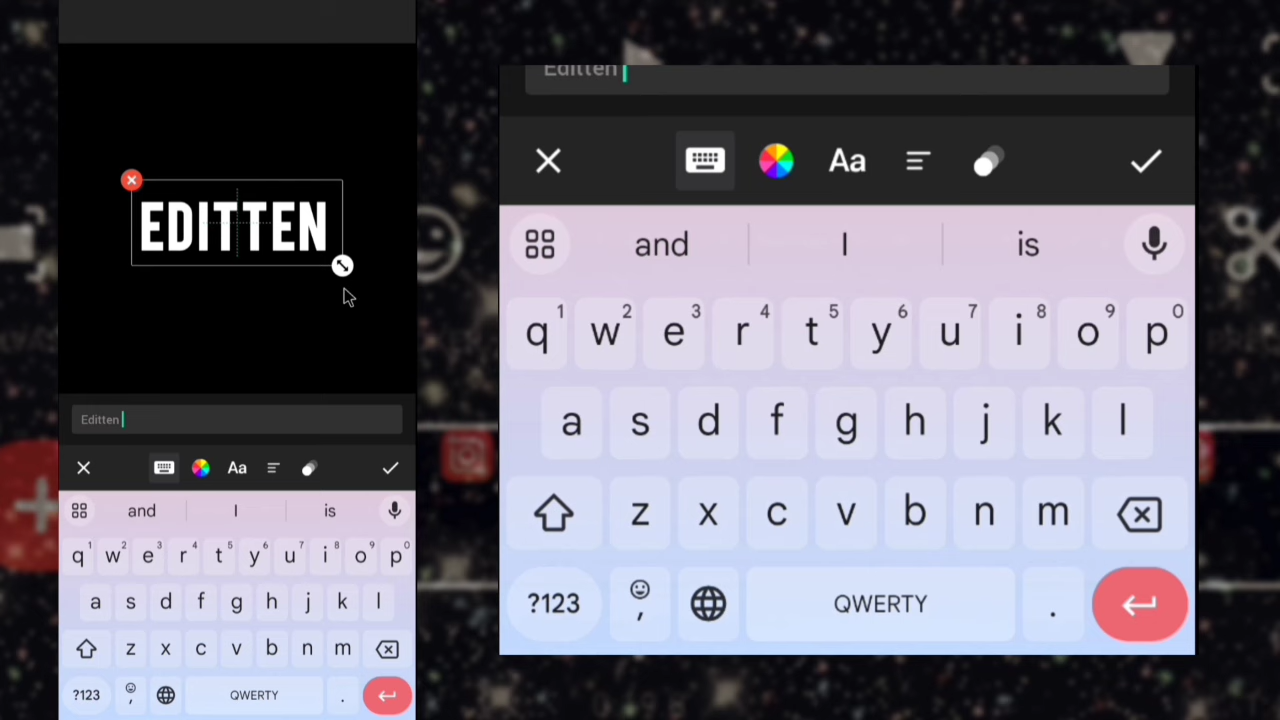 EDITTEN
Editten
Aa
and I is
q1 w2 e3 r4 t5 y6 u7 i8 o9 p0
a s d f g h j k l
z x c v b n m
?123 , QWERTY .
Editten
Aa
and I is
q1 w2 e3 r4 t5 y6 u7 i8 o9 p0
a s d f g h j k l
z x c v b n m
?123 , QWERTY .